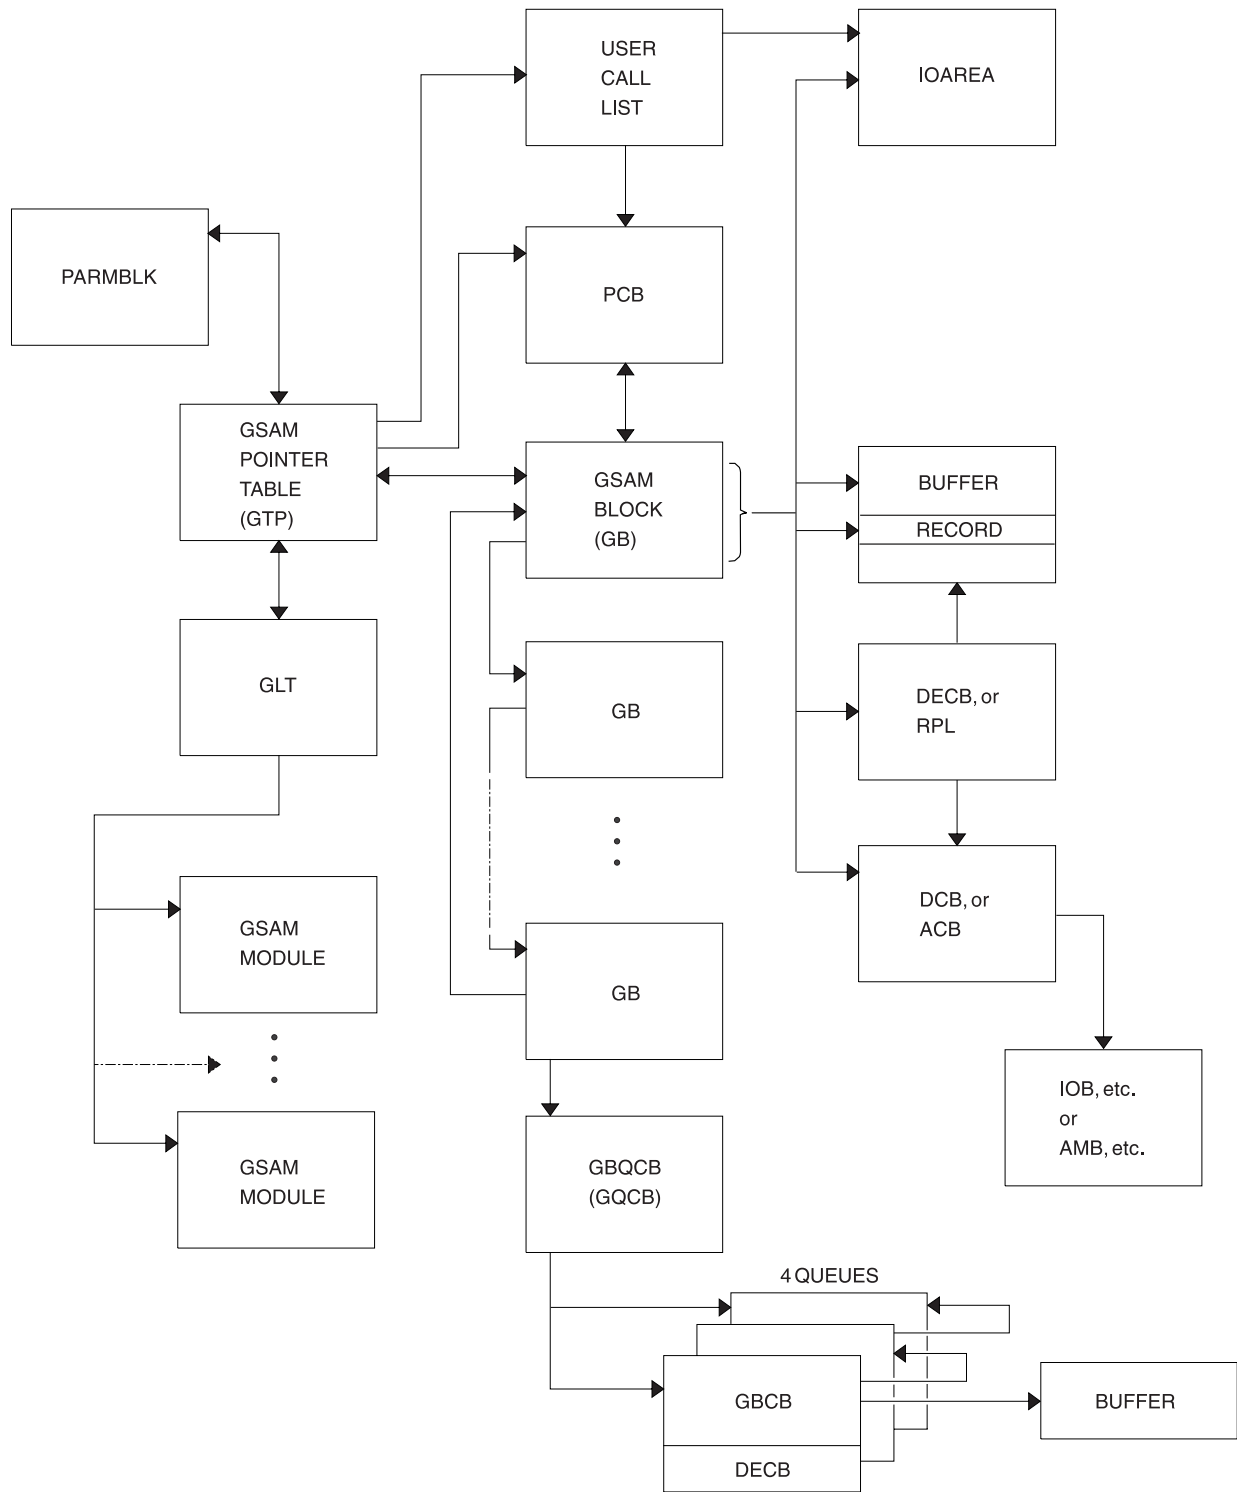 USER
CALL
LIST
IOAREA
PARMBLK
PCB
GSAM
POINTER
TABLE
(GTP)
GSAM
BLOCK
(GB)
BUFFER
RECORD
GLT
GB
DECB, or
RPL
GSAM
MODULE
GB
DCB, or
ACB
IOB, etc.
or
AMB, etc.
GSAM
MODULE
GBQCB
(GQCB)
4 QUEUES
GBCB
DECB
BUFFER